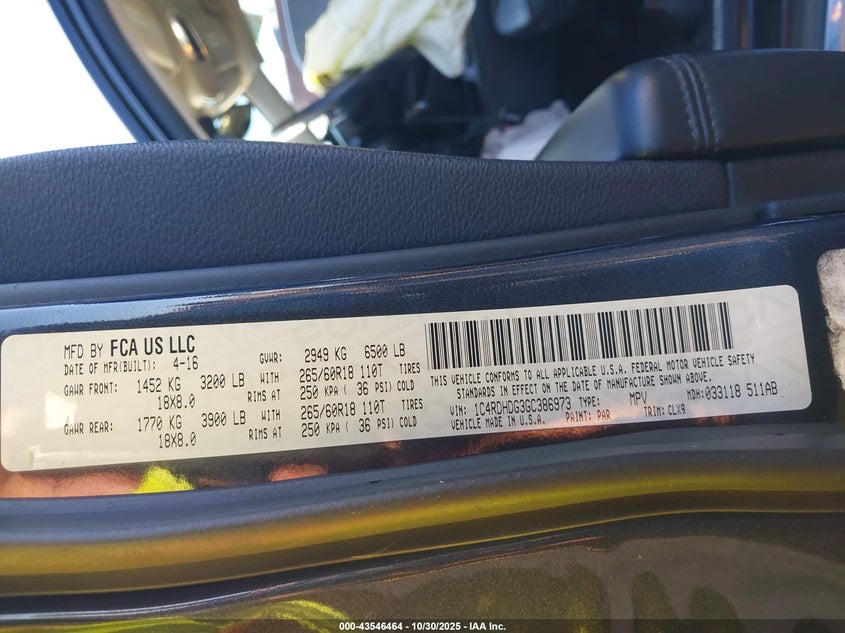 MFD BY FCA US LLC
DATE OF MFR(BUILT): 4-16 GVWR: 2949 KG 6500 LB
GAWR FRONT: 1452 KG 3200 LB WITH 265/60R18 110T TIRES
18X8.0 RIMS AT 250 KPA ( 36 PSI) COLD
GAWR REAR: 1770 KG 3900 LB WITH 265/60R18 110T TIRES
18X8.0 RIMS AT 250 KPA ( 36 PSI) COLD
THIS VEHICLE CONFORMS TO ALL APPLICABLE U.S.A. FEDERAL MOTOR VEHICLE SAFETY
STANDARDS IN EFFECT ON THE DATE OF MANUFACTURE SHOWN ABOVE.
VIN: 1C4RDHDG3GC386973 TYPE: MPV MDH: 033118 511AB
VEHICLE MADE IN U.S.A. PAINT: PAR TRIM: CLX9
000-43546464 - 10/30/2025 - IAA Inc.